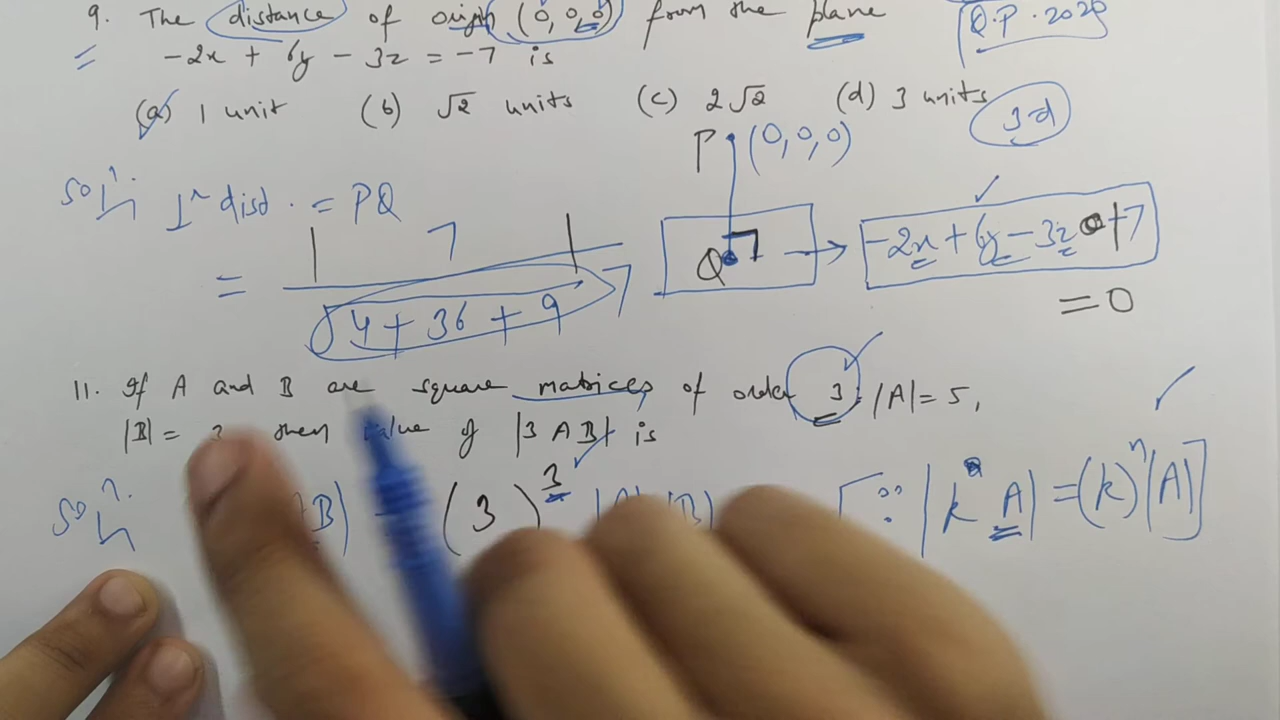 9. The distance of origin (0,0,0) from the plane
Q.P. 2020
-2x + 6y - 3z = -7 is
(a) 1 unit (b) √2 units (c) 2√2 (d) 3 units
3d
P (0,0,0)
Sol^n. ⊥^r dist. = PQ
= |7| / √4 + 36 + 9 7
Q
-2x + 6y - 3z + 7
= 0
11. If A and B are square matrices of order 3, |A| = 5,
|B| = then value of |3AB| is
Sol^n. AB| (3)^3 |A| |B| [∵ |k A| = (k)^n |A|]